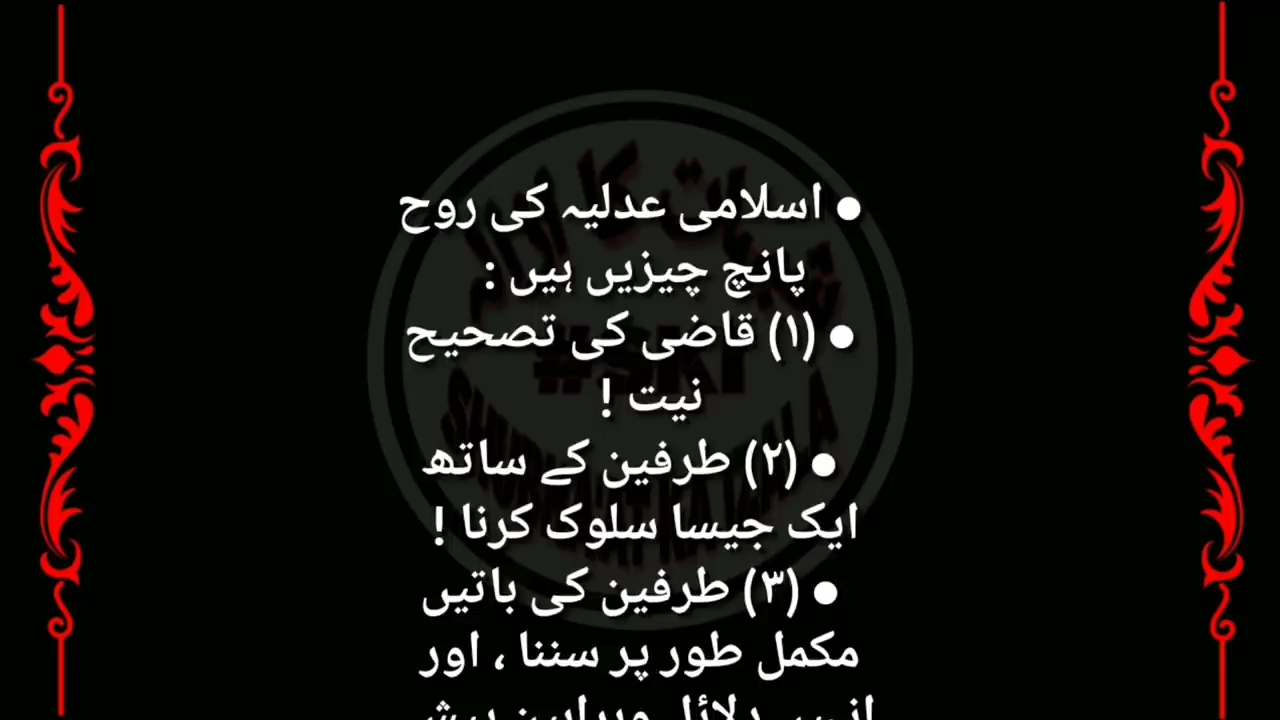 ● اسلامی عدلیہ کی روح
پانچ چیزیں ہیں :
● (۱) قاضی کی تصحیح
نیت !
● (۲) طرفین کے ساتھ
ایک جیسا سلوک کرنا !
● (۳) طرفین کی باتیں
مکمل طور پر سننا ، اور